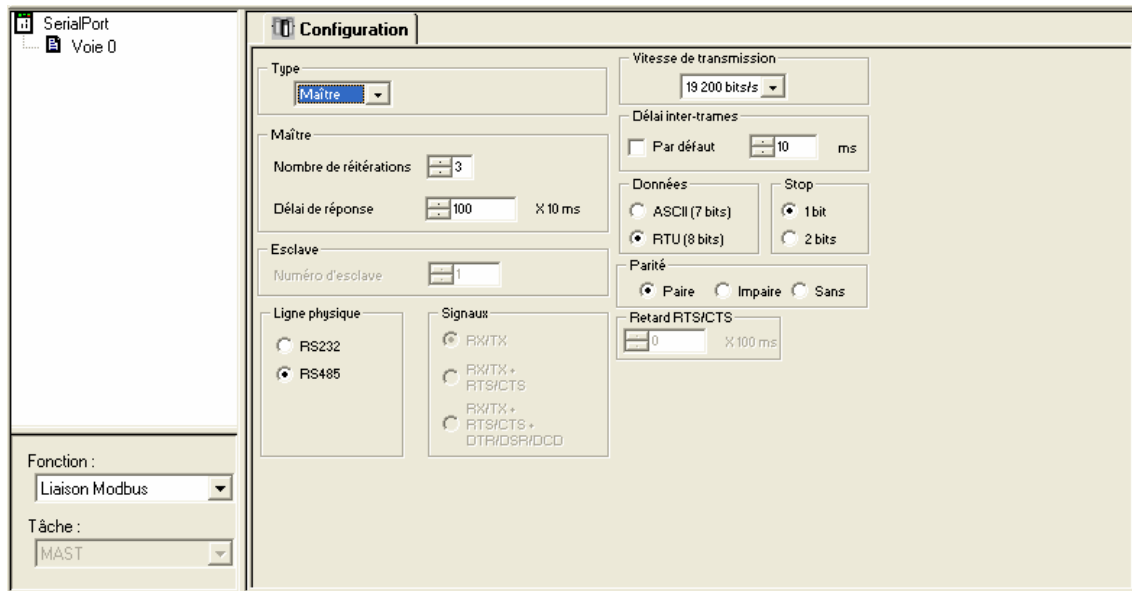 SerialPort
Voie 0
Fonction :
Liaison Modbus
Tâche :
MAST
Configuration
Type
Maître
Maître
Nombre de réitérations 3
Délai de réponse 100 X 10 ms
Esclave
Numéro d'esclave 1
Ligne physique
RS232
RS485
Signaux
RX/TX
RX/TX +
RTS/CTS
RX/TX +
RTS/CTS +
DTR/DSR/DCD
Vitesse de transmission
19 200 bits/s
Délai inter-trames
Par défaut 10 ms
Données
ASCII (7 bits)
RTU (8 bits)
Stop
1 bit
2 bits
Parité
Paire Impaire Sans
Retard RTS/CTS
0 X 100 ms